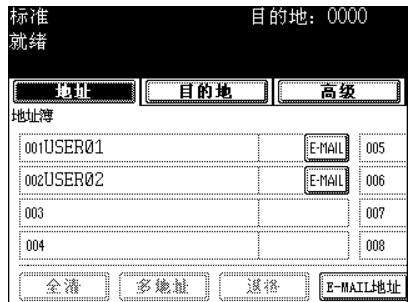 标准 目的地: 0000
就绪
地址 目的地 高级
地址簿
001USER01 E-MAIL 005
002USER02 E-MAIL 006
003 007
004 008
全清 多地址 退格 E-MAIL地址